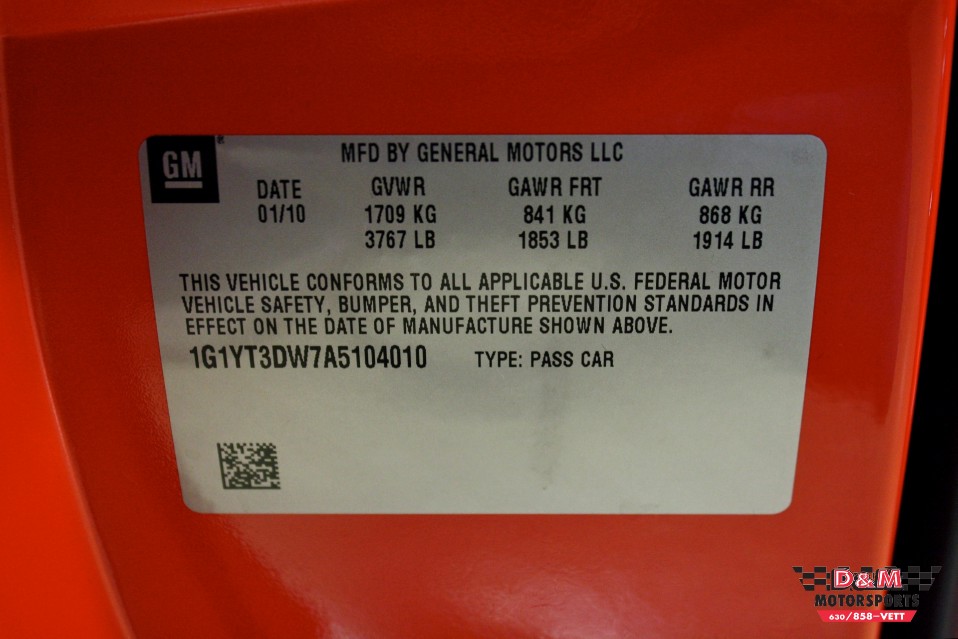 GM
MFD BY GENERAL MOTORS LLC
DATE GVWR GAWR FRT GAWR RR
01/10 1709 KG 841 KG 868 KG
3767 LB 1853 LB 1914 LB
THIS VEHICLE CONFORMS TO ALL APPLICABLE U.S. FEDERAL MOTOR
VEHICLE SAFETY, BUMPER, AND THEFT PREVENTION STANDARDS IN
EFFECT ON THE DATE OF MANUFACTURE SHOWN ABOVE.
1G1YT3DW7A5104010 TYPE: PASS CAR
D&M
MOTORSPORTS
630/858-VETT